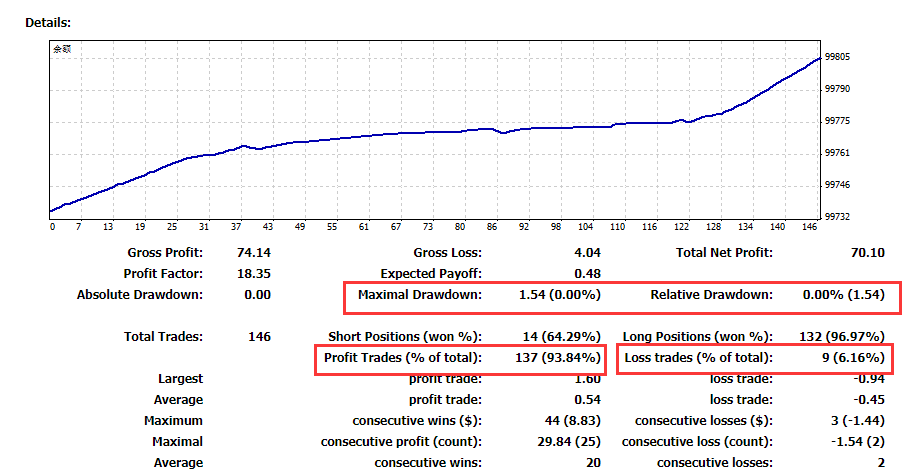 Details:
余额
99805
99790
99775
99761
99746
99732
0 7 13 19 25 31 37 43 49 55 61 67 73 80 86 92 98 104 110 116 122 128 134 140 146
Gross Profit: 74.14 Gross Loss: 4.04 Total Net Profit: 70.10
Profit Factor: 18.35 Expected Payoff: 0.48
Absolute Drawdown: 0.00 Maximal Drawdown: 1.54 (0.00%) Relative Drawdown: 0.00% (1.54)
Total Trades: 146 Short Positions (won %): 14 (64.29%) Long Positions (won %): 132 (96.97%)
Profit Trades (% of total): 137 (93.84%) Loss trades (% of total): 9 (6.16%)
Largest profit trade: 1.60 loss trade: -0.94
Average profit trade: 0.54 loss trade: -0.45
Maximum consecutive wins ($): 44 (8.83) consecutive losses ($): 3 (-1.44)
Maximal consecutive profit (count): 29.84 (25) consecutive loss (count): -1.54 (2)
Average consecutive wins: 20 consecutive losses: 2